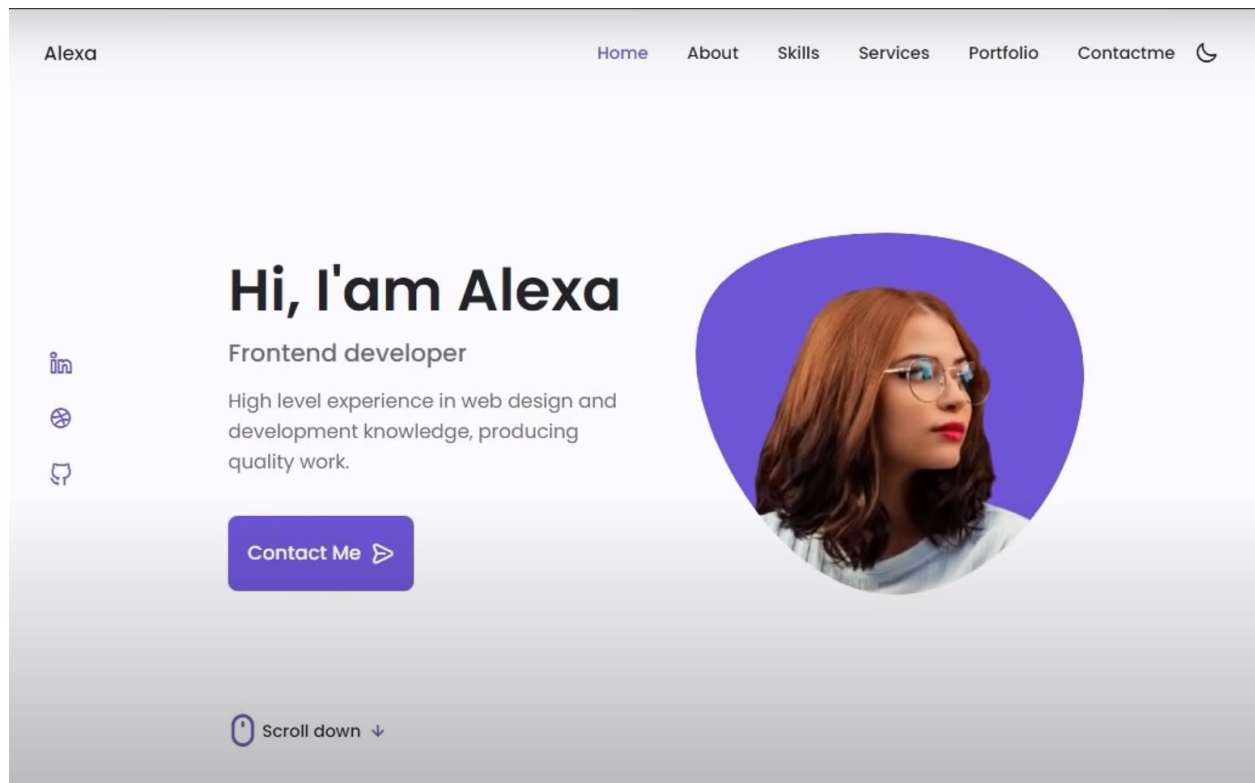 Alexa
Home About Skills Services Portfolio Contactme
Hi, I'am Alexa
Frontend developer
High level experience in web design and
development knowledge, producing
quality work.
in
Contact Me
Scroll down